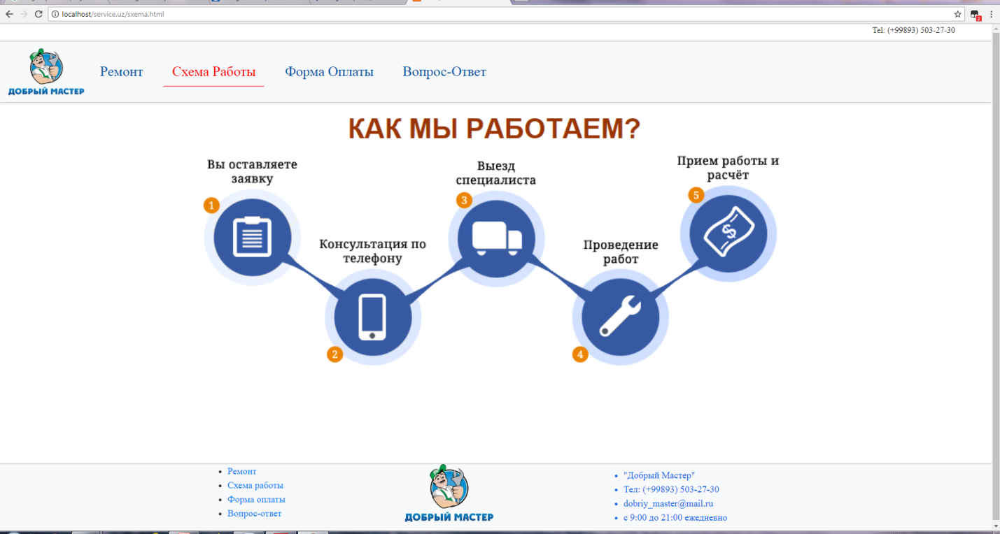 localhost/service.uz/sxema.html
2
Tel: (+99893) 503-27-30
ДОБРЫЙ МАСТЕР
Ремонт
Схема Работы
Форма Оплаты
Вопрос-Ответ
КАК МЫ РАБОТАЕМ?
Вы оставляете
заявку
1
Консультация по
телефону
2
Выезд
специалиста
3
Проведение
работ
4
Прием работы и
расчёт
5
$
Ремонт
Схема работы
Форма оплаты
Вопрос-ответ
ДОБРЫЙ МАСТЕР
"Добрый Мастер"
Тел: (+99893) 503-27-30
dobriy_master@mail.ru
с 9:00 до 21:00 ежедневно